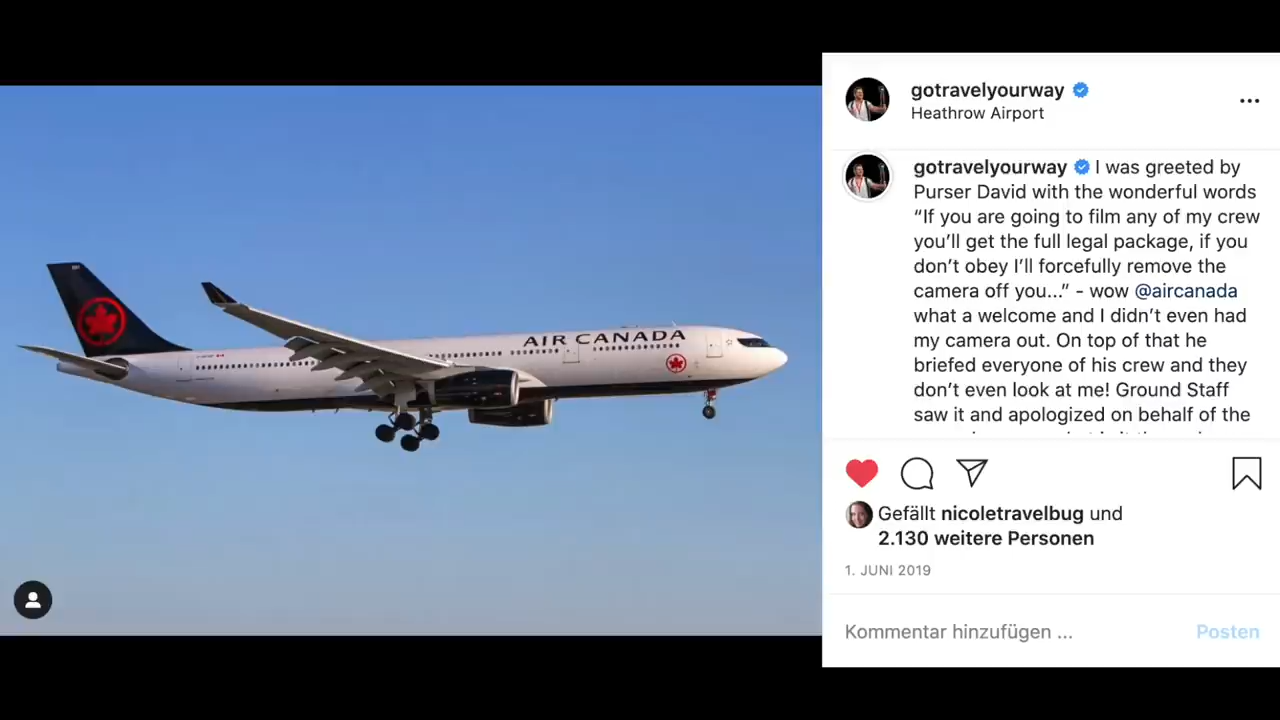 AIR CANADA
gotravelyourway
Heathrow Airport
gotravelyourway I was greeted by
Purser David with the wonderful words
“If you are going to film any of my crew
you’ll get the full legal package, if you
don’t obey I’ll forcefully remove the
camera off you...” - wow @aircanada
what a welcome and I didn’t even had
my camera out. On top of that he
briefed everyone of his crew and they
don’t even look at me! Ground Staff
saw it and apologized on behalf of the
Gefällt nicoletravelbug und
2.130 weitere Personen
1. JUNI 2019
Kommentar hinzufügen ...
Posten